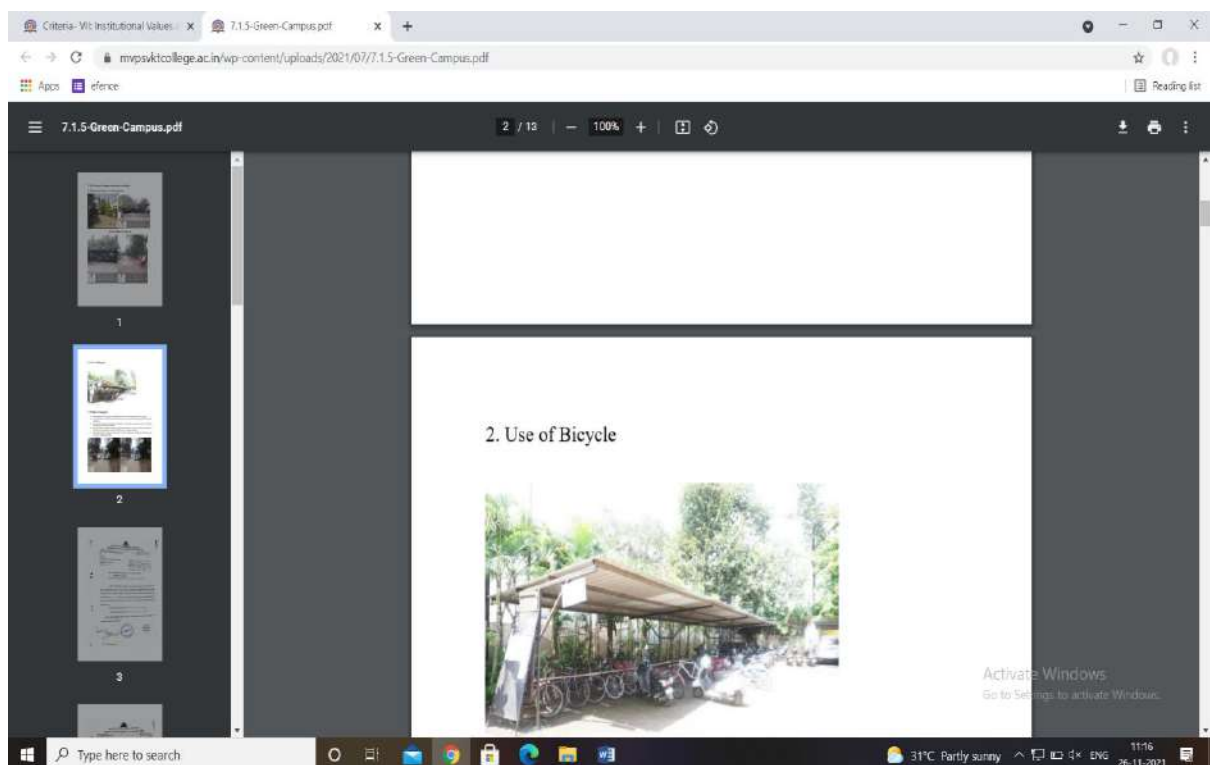 Criteria- VII: Institutional Values
7.1.5-Green-Campus.pdf
mvpsvktcollege.ac.in/wp-content/uploads/2021/07/7.1.5-Green-Campus.pdf
Apps
efence
Reading list
7.1.5-Green-Campus.pdf
2 / 13
100%
1
2
3
2. Use of Bicycle
Activate Windows
Go to Settings to activate Windows.
Type here to search
31°C Partly sunny
ENG
11:16
26-11-2021